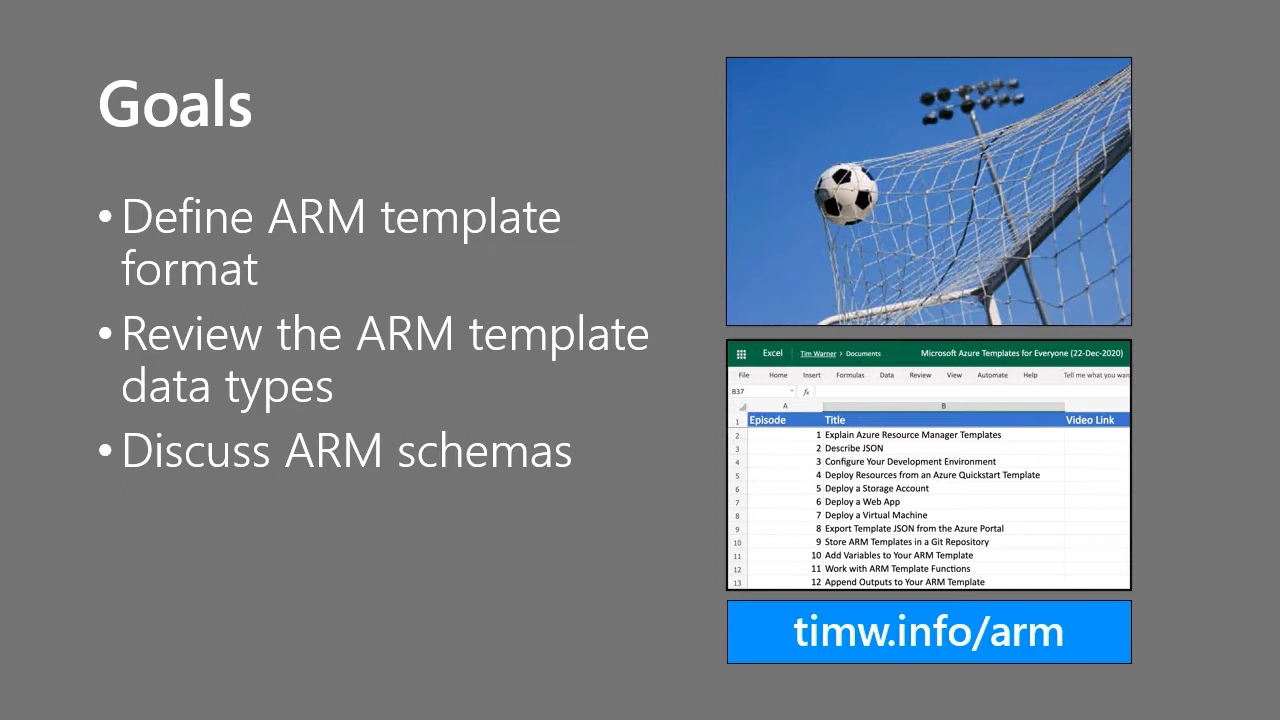 Goals
• Define ARM template
format
• Review the ARM template
data types
• Discuss ARM schemas
Excel Tim Warner > Documents Microsoft Azure Templates for Everyone (22-Dec-2020)
File Home Insert Formulas Data Review View Automate Help Tell me what you wan
B37 fx
A B
1 Episode Title Video Link
2 1 Explain Azure Resource Manager Templates
3 2 Describe JSON
4 3 Configure Your Development Environment
5 4 Deploy Resources from an Azure Quickstart Template
6 5 Deploy a Storage Account
7 6 Deploy a Web App
8 7 Deploy a Virtual Machine
9 8 Export Template JSON from the Azure Portal
10 9 Store ARM Templates in a Git Repository
11 10 Add Variables to Your ARM Template
12 11 Work with ARM Template Functions
13 12 Append Outputs to Your ARM Template
timw.info/arm